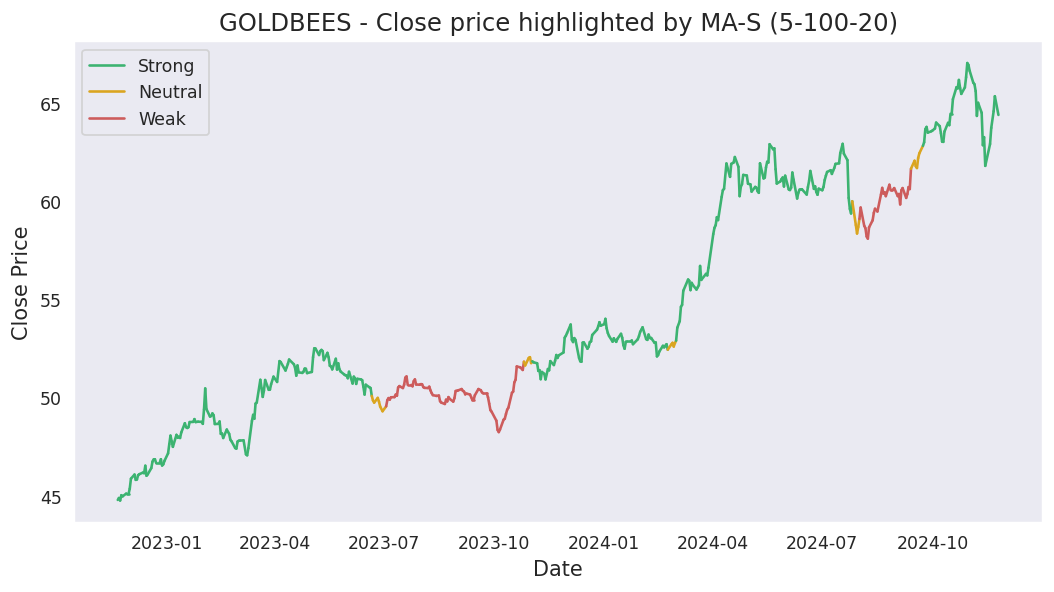 GOLDBEES - Close price highlighted by MA-S (5-100-20)
Strong
Neutral
Weak
Close Price
65
60
55
50
45
2023-01 2023-04 2023-07 2023-10 2024-01 2024-04 2024-07 2024-10
Date